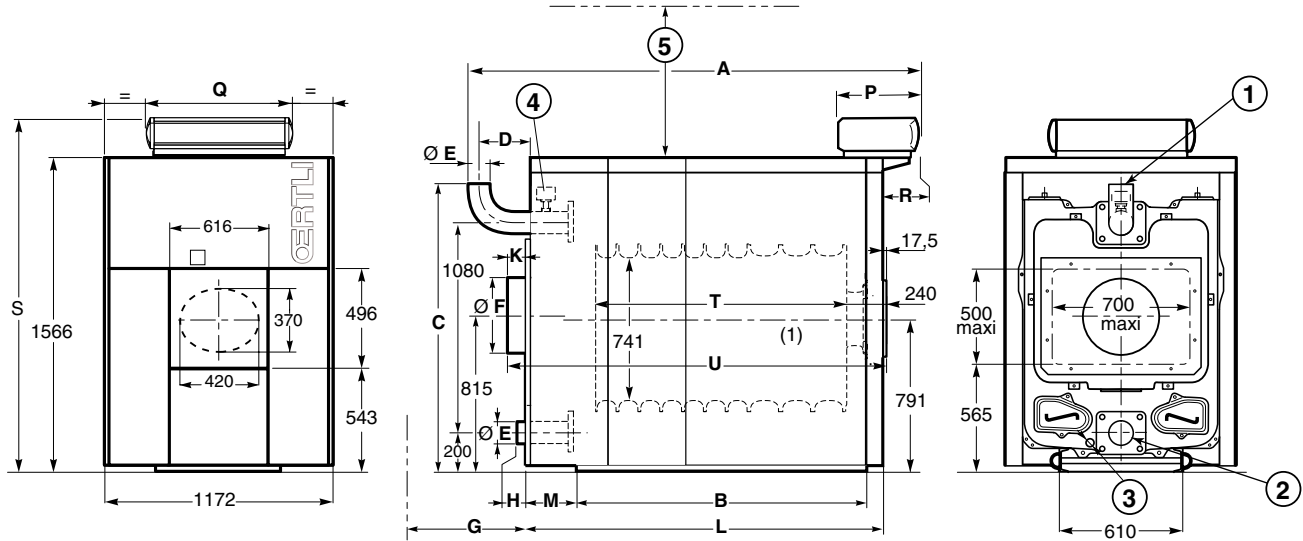 = Q =
S
1566
616
ŒRTLI
370
420
496
543
1172
5
A
P
4
D
Ø E
R
17,5
K
1080
C
Ø F
T
240
741
(1)
U
815
791
Ø E
200
H
M
B
G
L
1
700
maxi
500
maxi
565
3
2
610